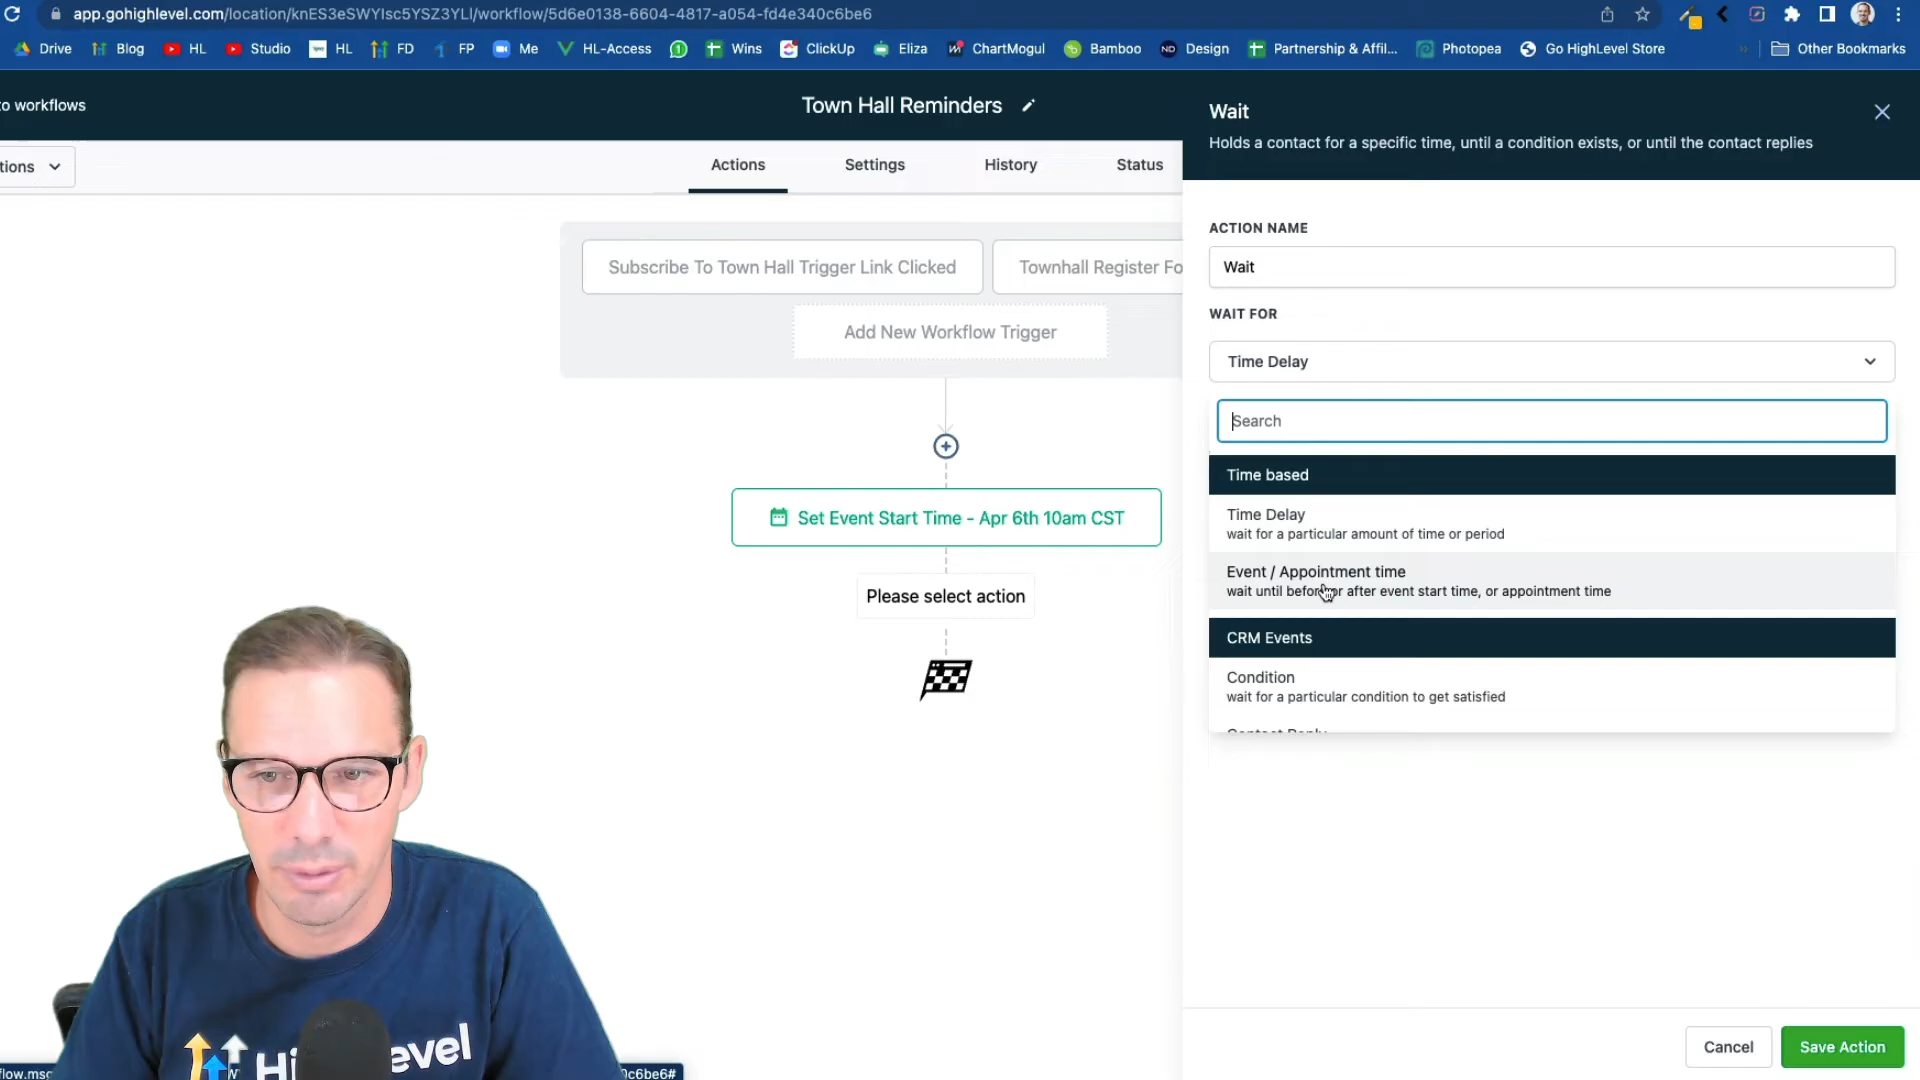 app.gohighlevel.com/location/knES3eSWYIsc5YSZ3YLl/workflow/5d6e0138-6604-4817-a054-fd4e340c6be6
Drive Blog HL Studio HL FD FP Me HL-Access Wins ClickUp Eliza ChartMogul Bamboo Design Partnership & Affil... Photopea Go HighLevel Store Other Bookmarks
to workflows
Town Hall Reminders
Wait
Holds a contact for a specific time, until a condition exists, or until the contact replies
tions
Actions Settings History Status
ACTION NAME
Wait
Subscribe To Town Hall Trigger Link Clicked
Townhall Register Fo
Add New Workflow Trigger
WAIT FOR
Time Delay
Search
Time based
Time Delay
wait for a particular amount of time or period
Set Event Start Time - Apr 6th 10am CST
Event / Appointment time
wait until before or after event start time, or appointment time
Please select action
CRM Events
Condition
wait for a particular condition to get satisfied
Contact Reply
Cancel
Save Action
0c6be6#